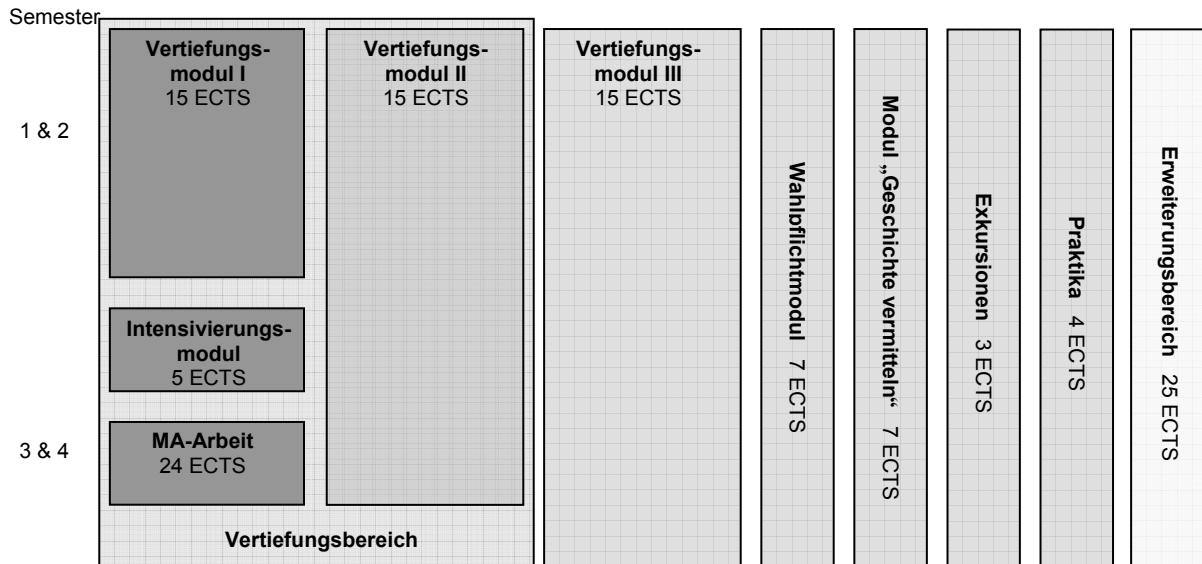 Semester
Vertiefungs-
modul I
15 ECTS
Vertiefungs-
modul II
15 ECTS
Vertiefungs-
modul III
15 ECTS
1 & 2
Intensivierungs-
modul
5 ECTS
3 & 4
MA-Arbeit
24 ECTS
Vertiefungsbereich
Wahlpflichtmodul 7 ECTS
Modul „Geschichte vermitteln“ 7 ECTS
Exkursionen 3 ECTS
Praktika 4 ECTS
Erweiterungsbereich 25 ECTS